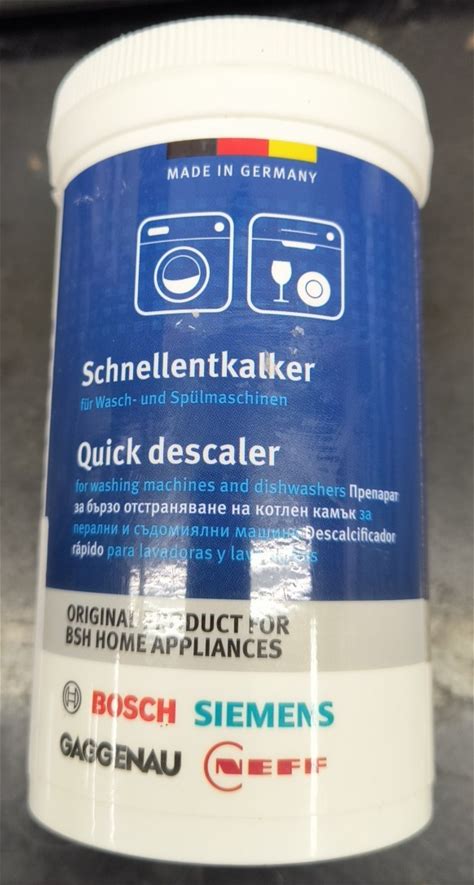 MADE IN GERMANY
Schnellentkalker
für Wasch- und Spülmaschinen
Quick descaler
for washing machines and dishwashers Препарат
за бързо отстраняване на котлен камък за
перални и съдомиялни машини Descalcificador
rápido para lavadoras y
ORIGINAL PRODUCT FOR
BSH HOME APPLIANCES
BOSCH SIEMENS
GAGGENAU NEFF